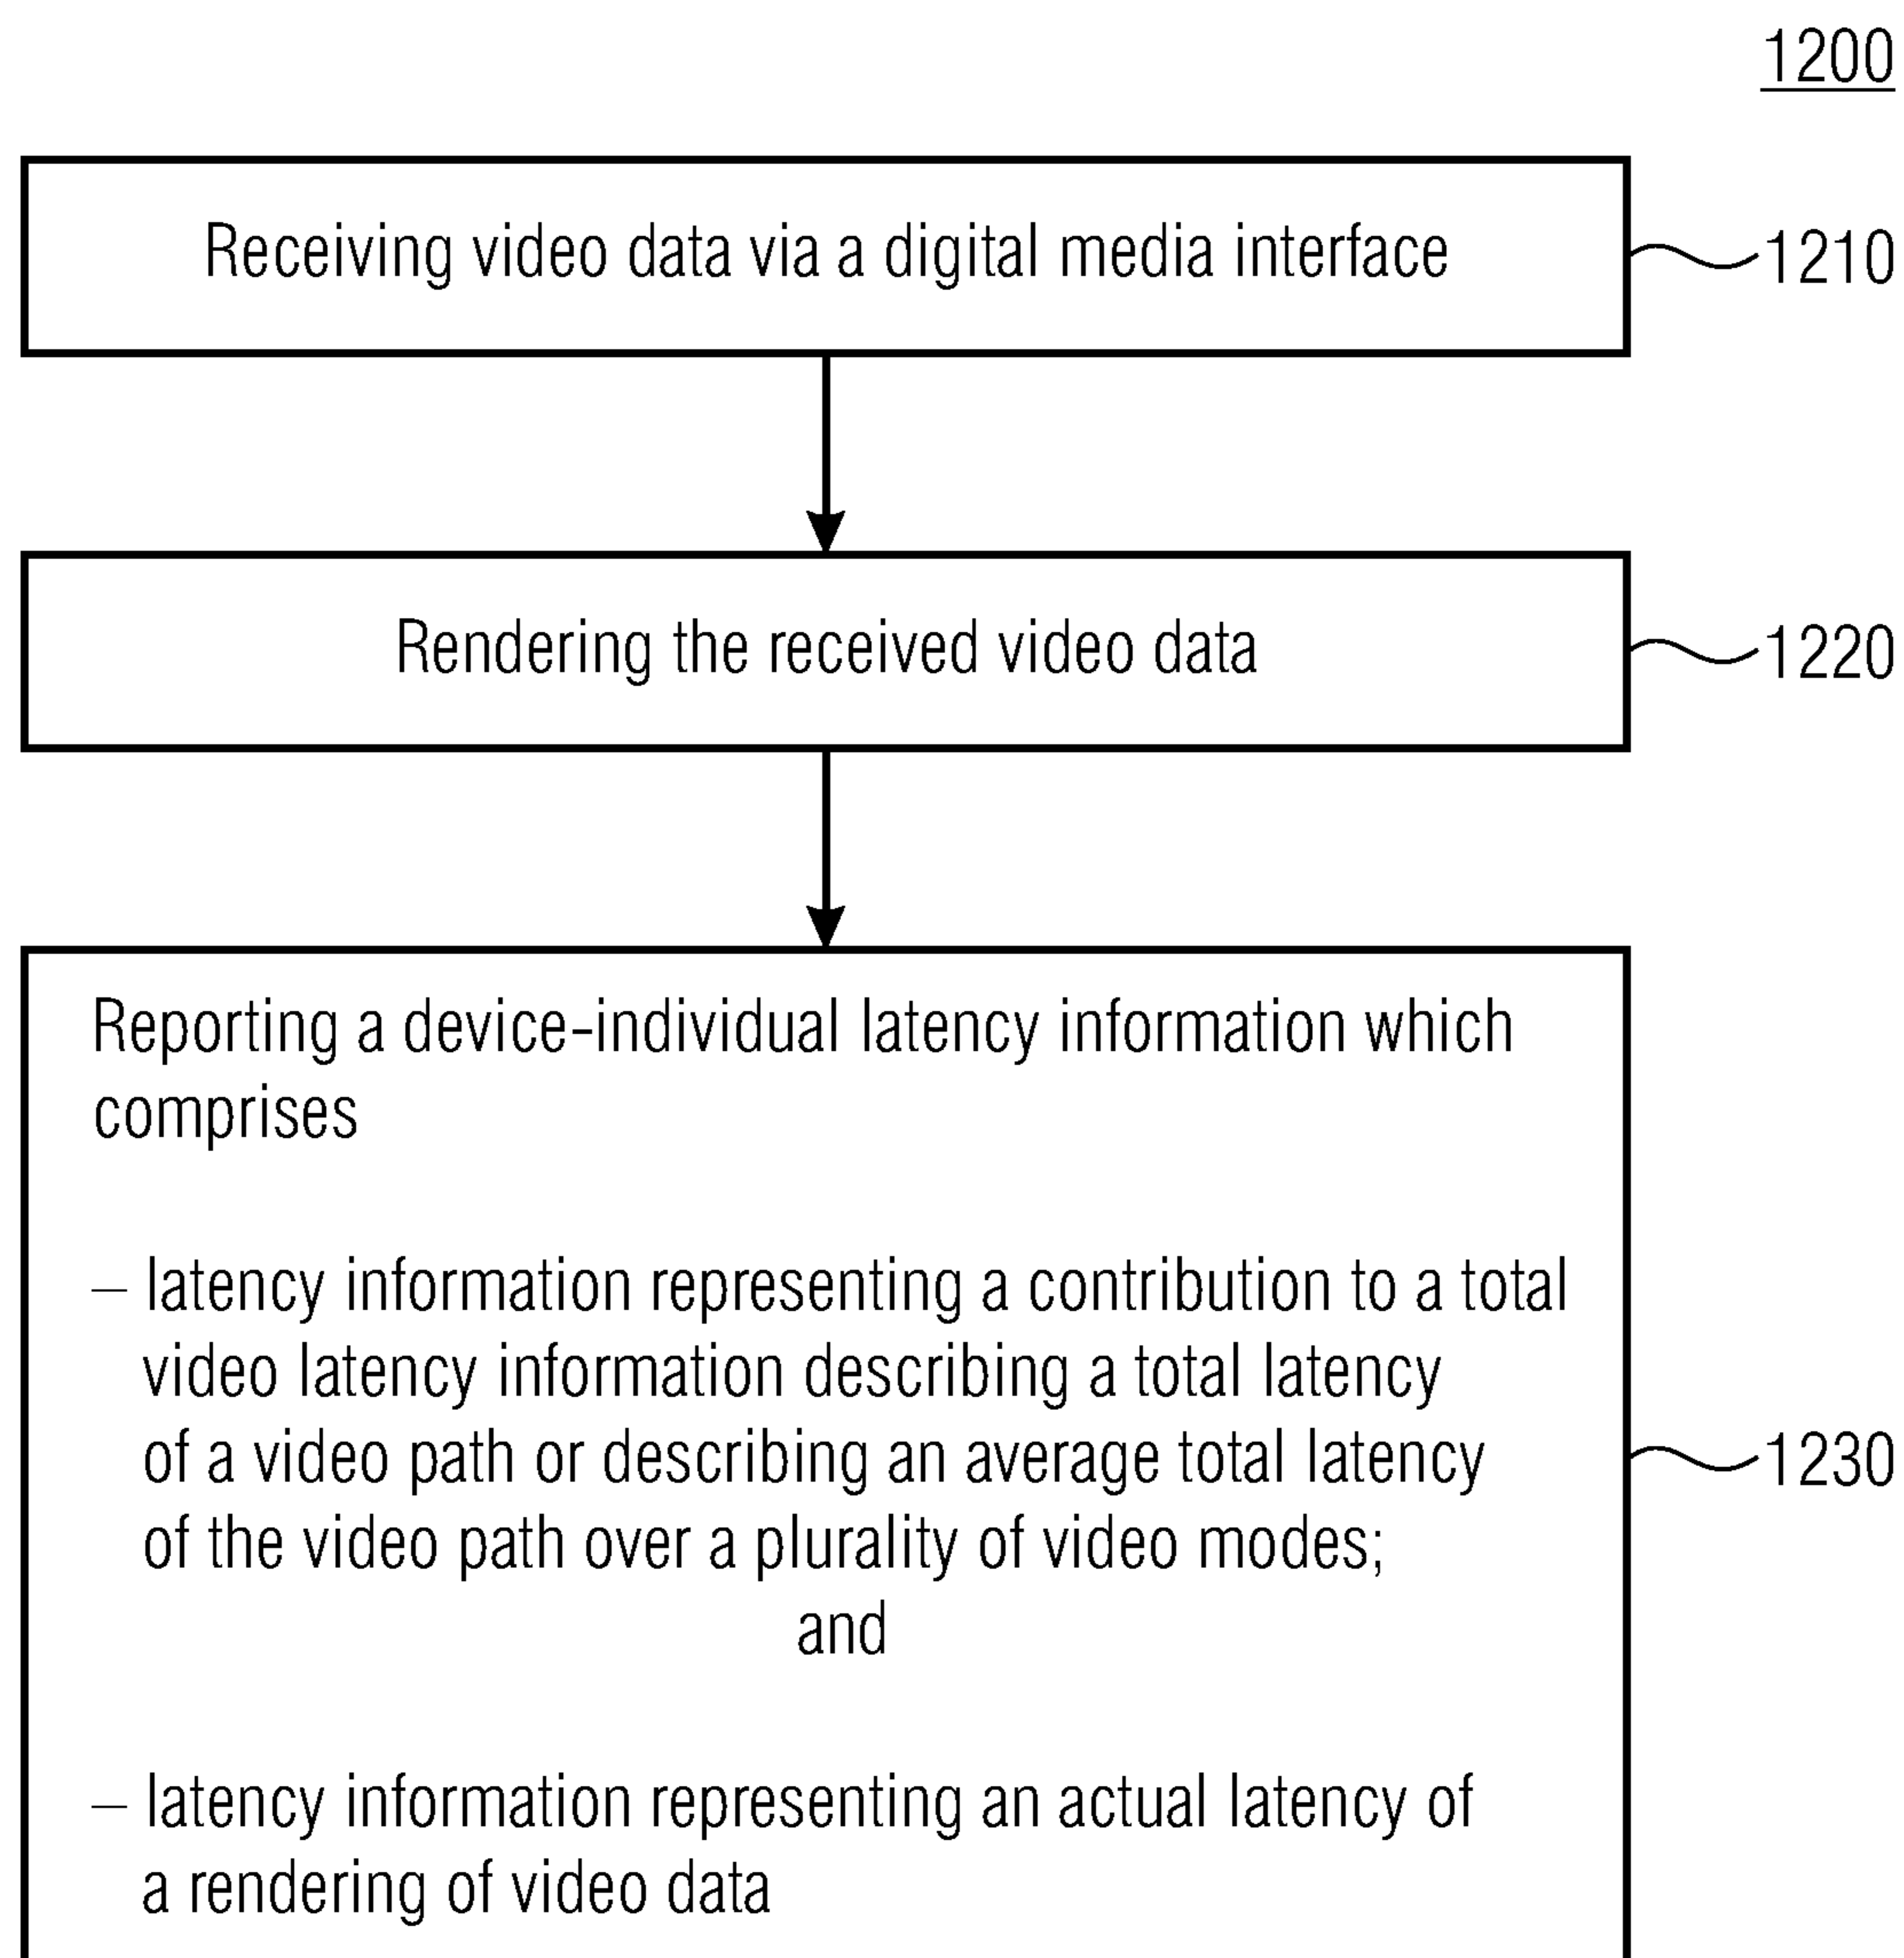 1200
Receiving video data via a digital media interface
1210
Rendering the received video data
1220
Reporting a device-individual latency information which
comprises
– latency information representing a contribution to a total
video latency information describing a total latency
of a video path or describing an average total latency
of the video path over a plurality of video modes;
and
– latency information representing an actual latency of
a rendering of video data
1230